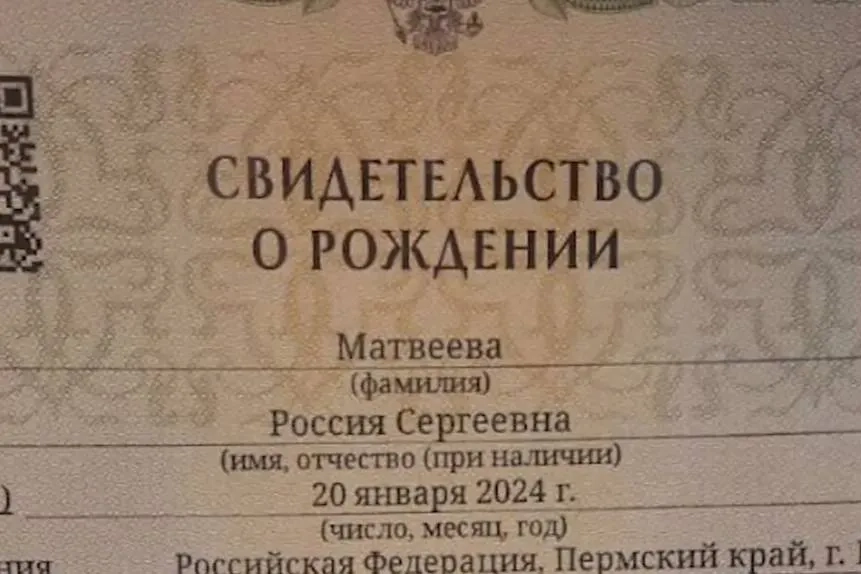 СВИДЕТЕЛЬСТВО
О РОЖДЕНИИ
Матвеева
(фамилия)
Россия Сергеевна
(имя, отчество (при наличии)
) 20 января 2024 г.
(число, месяц, год)
Российская Федерация, Пермский край, г.